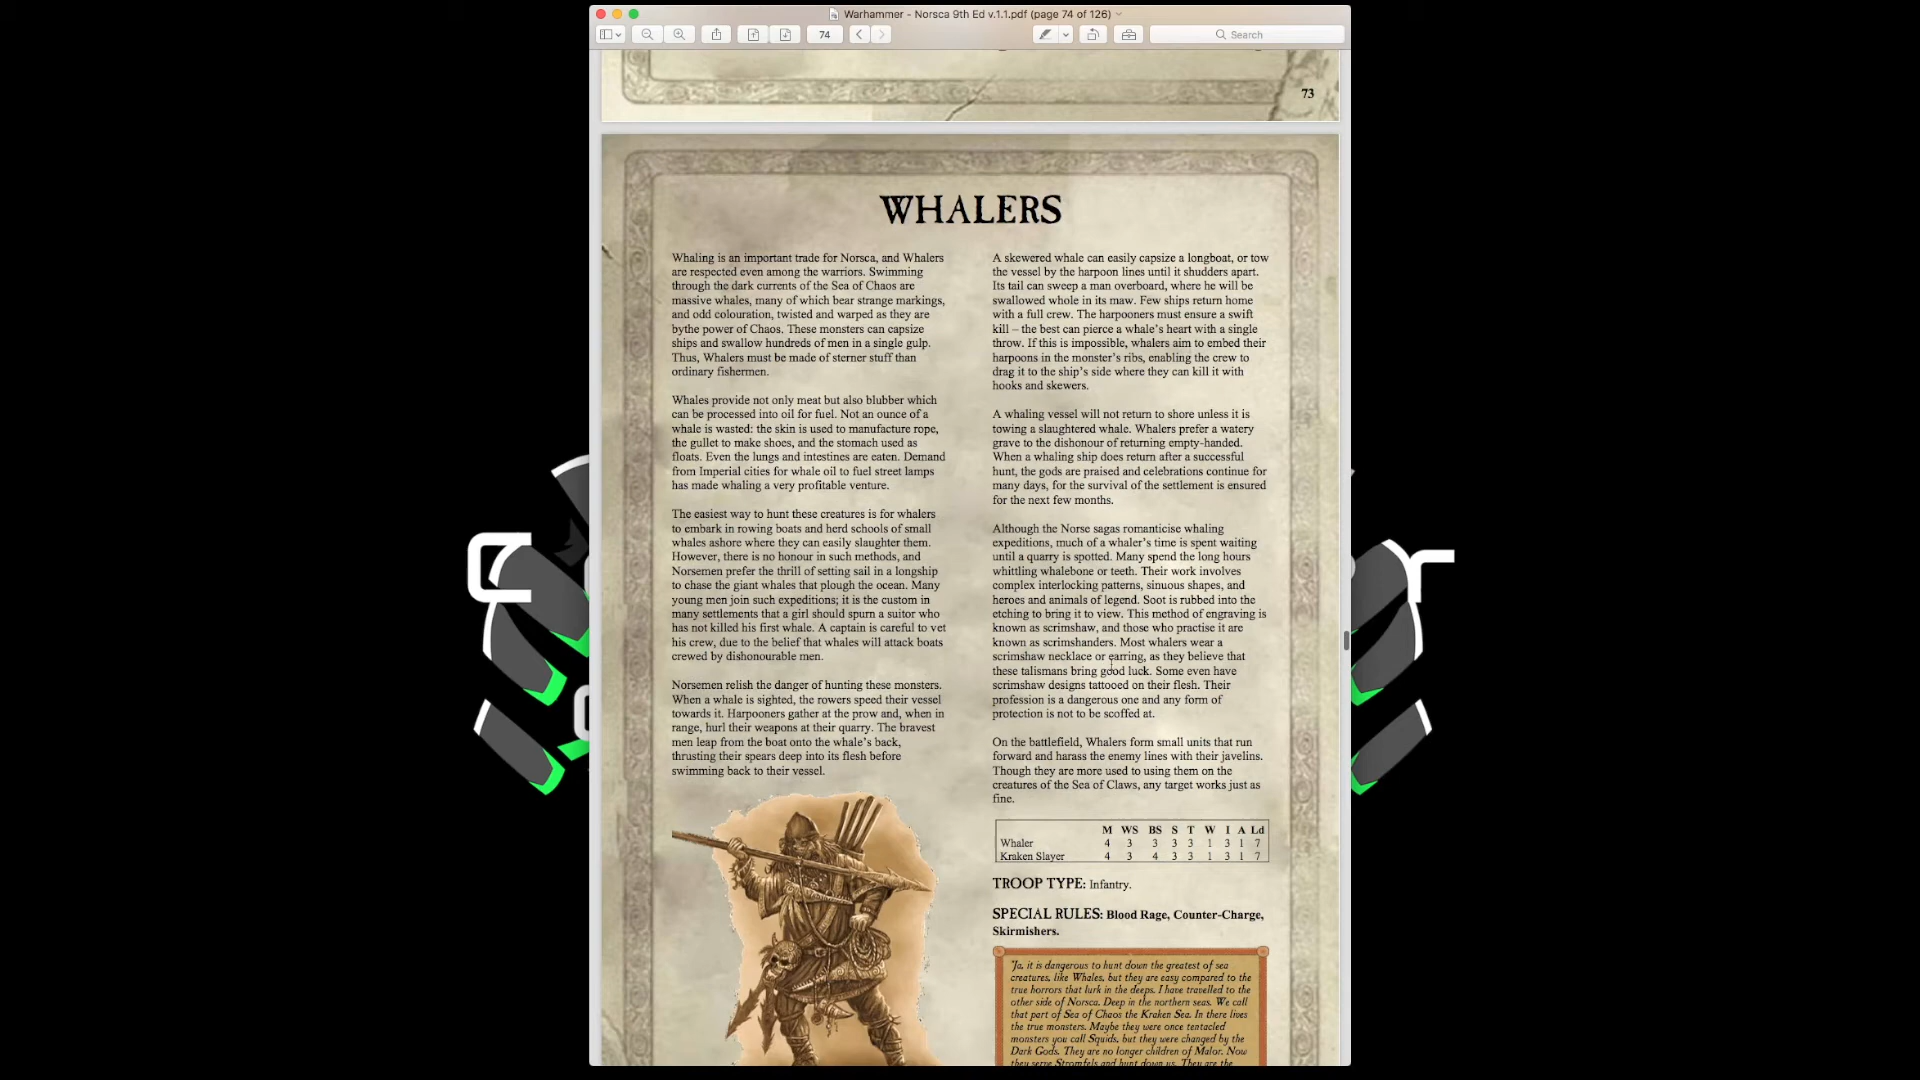 Warhammer - Norsca 9th Ed v.1.1.pdf (page 74 of 126)
74
Search
73
WHALERS
Whaling is an important trade for Norsca, and Whalers
are respected even among the warriors. Swimming
through the dark currents of the Sea of Chaos are
massive whales, many of which bear strange markings,
and odd colouration, twisted and warped as they are
bythe power of Chaos. These monsters can capsize
ships and swallow hundreds of men in a single gulp.
Thus, Whalers must be made of sterner stuff than
ordinary fishermen.
Whales provide not only meat but also blubber which
can be processed into oil for fuel. Not an ounce of a
whale is wasted: the skin is used to manufacture rope,
the gullet to make shoes, and the stomach used as
floats. Even the lungs and intestines are eaten. Demand
from Imperial cities for whale oil to fuel street lamps
has made whaling a very profitable venture.
The easiest way to hunt these creatures is for whalers
to embark in rowing boats and herd schools of small
whales ashore where they can easily slaughter them.
However, there is no honour in such methods, and
Norsemen prefer the thrill of setting sail in a longship
to chase the giant whales that plough the ocean. Many
young men join such expeditions; it is the custom in
many settlements that a girl should spurn a suitor who
has not killed his first whale. A captain is careful to vet
his crew, due to the belief that whales will attack boats
crewed by dishonourable men.
Norsemen relish the danger of hunting these monsters.
When a whale is sighted, the rowers speed their vessel
towards it. Harpooners gather at the prow and, when in
range, hurl their weapons at their quarry. The bravest
men leap from the boat onto the whale's back,
thrusting their spears deep into its flesh before
swimming back to their vessel.
A skewered whale can easily capsize a longboat, or tow
the vessel by the harpoon lines until it shudders apart.
Its tail can sweep a man overboard, where he will be
swallowed whole in its maw. Few ships return home
with a full crew. The harpooners must ensure a swift
kill – the best can pierce a whale's heart with a single
throw. If this is impossible, whalers aim to embed their
harpoons in the monster's ribs, enabling the crew to
drag it to the ship's side where they can kill it with
hooks and skewers.
A whaling vessel will not return to shore unless it is
towing a slaughtered whale. Whalers prefer a watery
grave to the dishonour of returning empty-handed.
When a whaling ship does return after a successful
hunt, the gods are praised and celebrations continue for
many days, for the survival of the settlement is ensured
for the next few months.
Although the Norse sagas romanticise whaling
expeditions, much of a whaler's time is spent waiting
until a quarry is spotted. Many spend the long hours
whittling whalebone or teeth. Their work involves
complex interlocking patterns, sinuous shapes, and
heroes and animals of legend. Soot is rubbed into the
etching to bring it to view. This method of engraving is
known as scrimshaw, and those who practise it are
known as scrimshanders. Most whalers wear a
scrimshaw necklace or earring, as they believe that
these talismans bring good luck. Some even have
scrimshaw designs tattooed on their flesh. Their
profession is a dangerous one and any form of
protection is not to be scoffed at.
On the battlefield, Whalers form small units that run
forward and harass the enemy lines with their javelins.
Though they are more used to using them on the
creatures of the Sea of Claws, any target works just as
fine.
M WS BS S T W I A Ld
Whaler 4 3 3 3 3 1 3 1 7
Kraken Slayer 4 3 4 3 3 1 3 1 7
TROOP TYPE: Infantry.
SPECIAL RULES: Blood Rage, Counter-Charge,
Skirmishers.
"Ja, it is dangerous to hunt down the greatest of sea
creatures, like Whales, but they are easy compared to the
true horrors that lurk in the deeps. I have travelled to the
other side of Norsca, Deep in the northern seas. We call
that part of Sea of Chaos the Kraken Sea. In there lives
the true monsters. Maybe they were once tentacled
monsters you call Squids, but they were changed by the
Dark Gods. They are no longer children of Malor. Now
they serve Stromfels and hunt down us. They are the